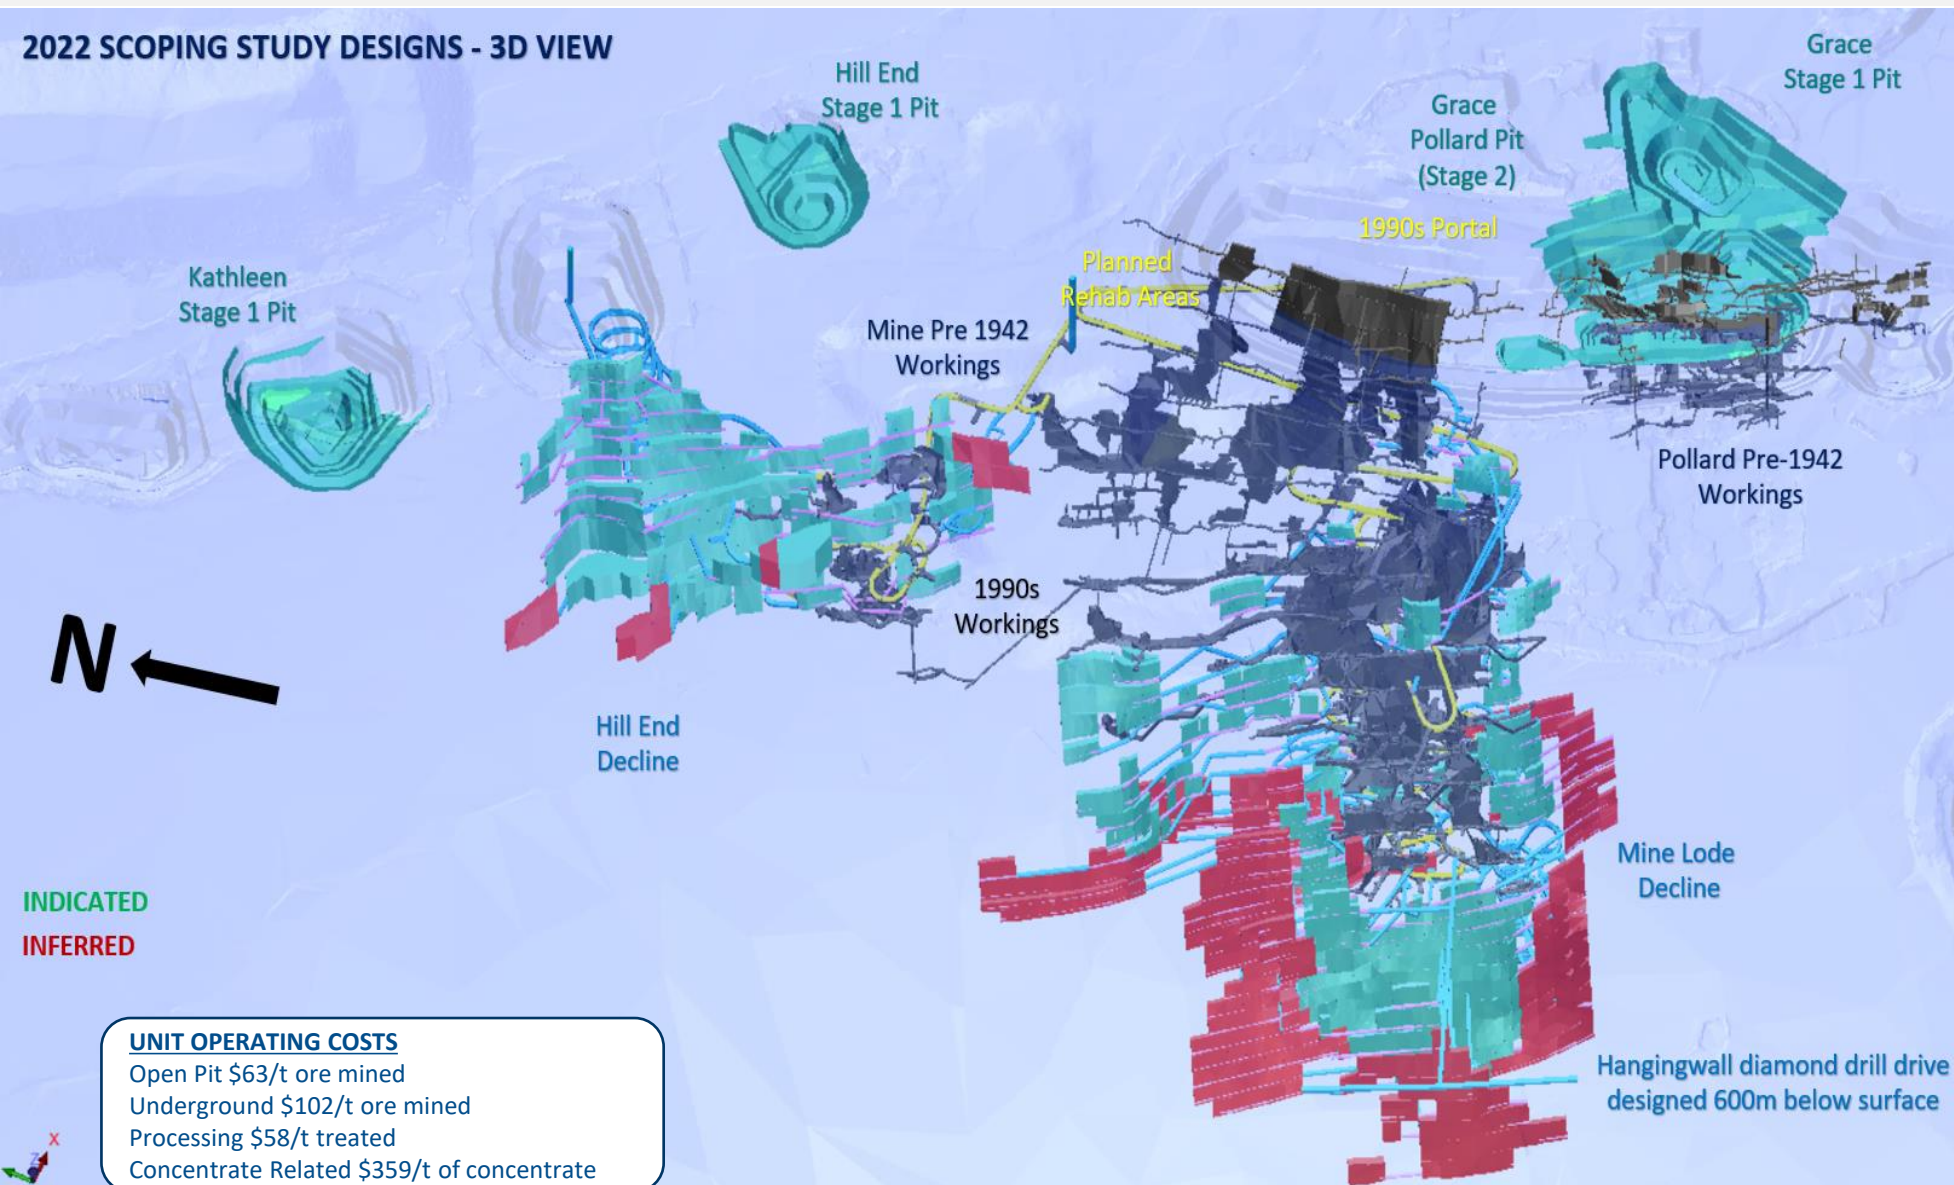 2022 SCOPING STUDY DESIGNS - 3D VIEW
Hill End
Stage 1 Pit
Grace
Stage 1 Pit
Grace
Pollard Pit
(Stage 2)
1990s Portal
Planned
Rehab Areas
Kathleen
Stage 1 Pit
Mine Pre 1942
Workings
Pollard Pre-1942
Workings
1990s
Workings
N
Hill End
Decline
Mine Lode
Decline
INDICATED
INFERRED
Hangingwall diamond drill drive
designed 600m below surface
UNIT OPERATING COSTS
Open Pit $63/t ore mined
Underground $102/t ore mined
Processing $58/t treated
Concentrate Related $359/t of concentrate
X
Z